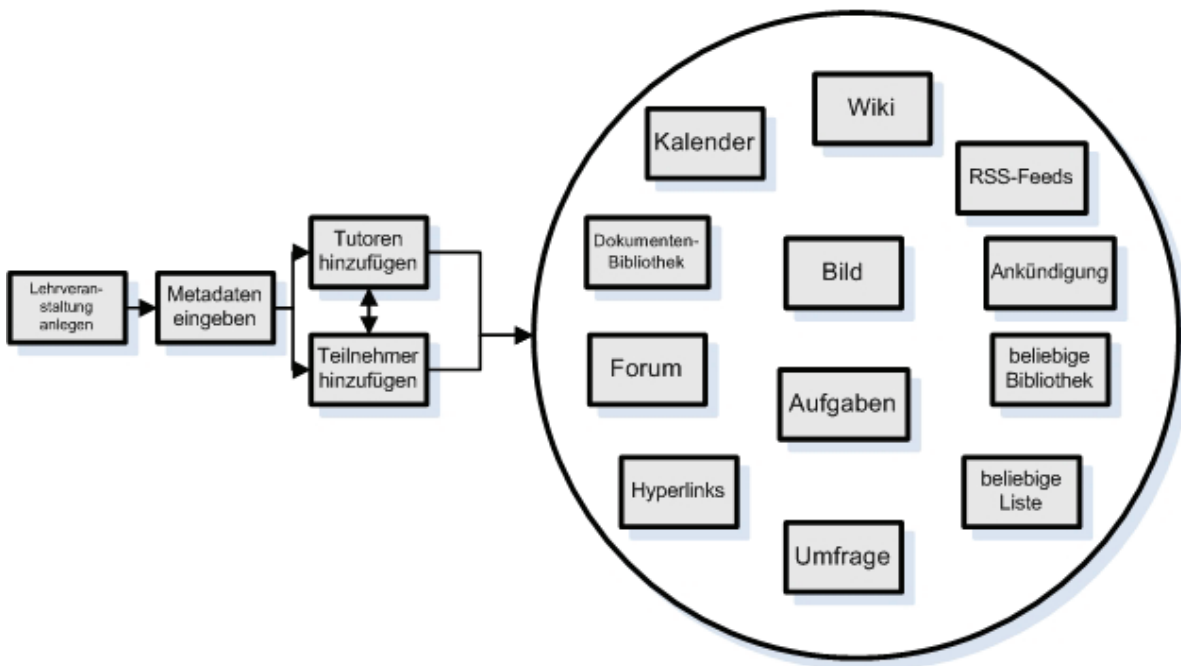 Lehrveran-
staltung
anlegen
Metadaten
eingeben
Tutoren
hinzufügen
Teilnehmer
hinzufügen
Wiki
Kalender
RSS-Feeds
Dokumenten-
Bibliothek
Bild
Ankündigung
Forum
beliebige
Bibliothek
Aufgaben
Hyperlinks
beliebige
Liste
Umfrage